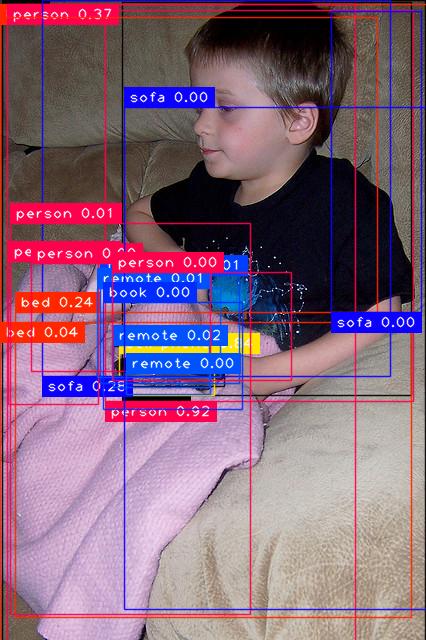 person 0.37
sofa 0.00
person 0.01
person 0.00
person 0.00
remote 0.01
book 0.00
bed 0.24
sofa 0.00
bed 0.04
remote 0.02
remote 0.00
sofa 0.28
person 0.92